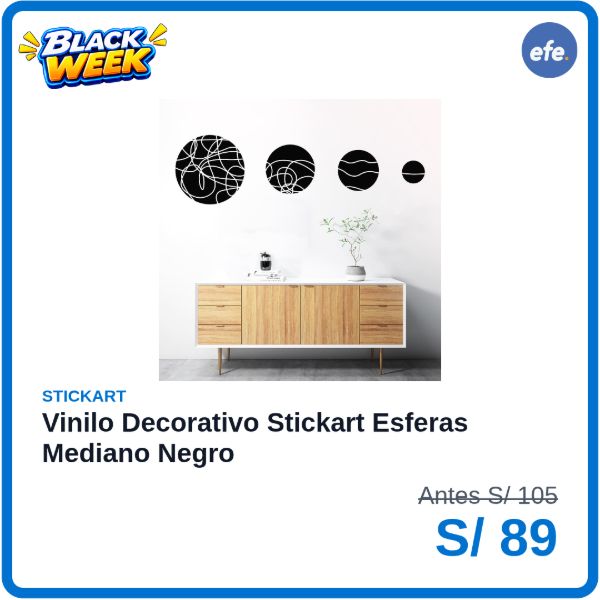 BLACK
WEEK
efe.
STICKART
Vinilo Decorativo Stickart Esferas
Mediano Negro
Antes S/ 105
S/ 89